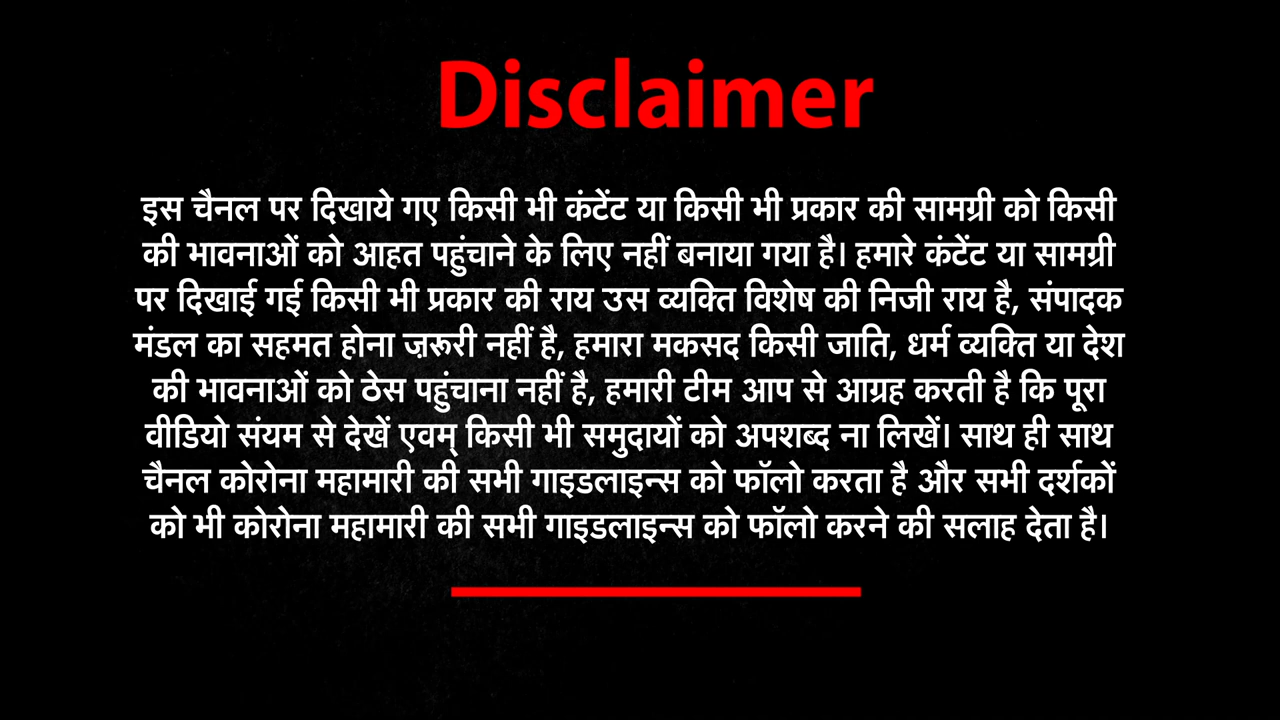 Disclaimer
इस चैनल पर दिखाये गए किसी भी कंटेंट या किसी भी प्रकार की सामग्री को किसी
की भावनाओं को आहत पहुंचाने के लिए नहीं बनाया गया है। हमारे कंटेंट या सामग्री
पर दिखाई गई किसी भी प्रकार की राय उस व्यक्ति विशेष की निजी राय है, संपादक
मंडल का सहमत होना ज़रूरी नहीं है, हमारा मकसद किसी जाति, धर्म व्यक्ति या देश
की भावनाओं को ठेस पहुंचाना नहीं है, हमारी टीम आप से आग्रह करती है कि पूरा
वीडियो संयम से देखें एवम् किसी भी समुदायों को अपशब्द ना लिखें। साथ ही साथ
चैनल कोरोना महामारी की सभी गाइडलाइन्स को फॉलो करता है और सभी दर्शकों
को भी कोरोना महामारी की सभी गाइडलाइन्स को फॉलो करने की सलाह देता है।